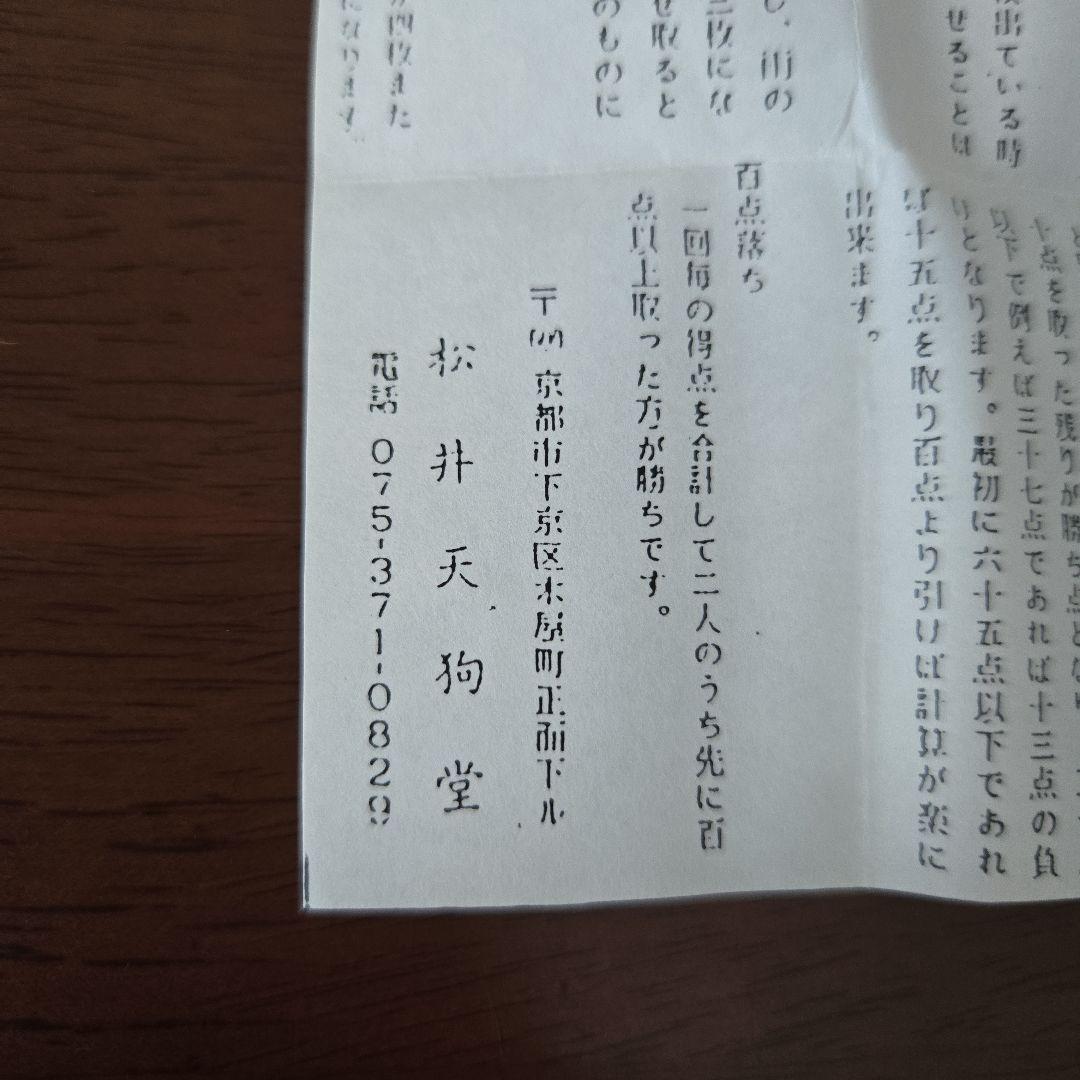 出ている時
せることは
の
枚にな
せ取ると
のものに
四枚また
になります。
十点を取った残りが勝ち点とな
以下で例えば三十七点であれば十三点の負
けとなります。最初に六十五点以下であれ
ば十五点を取り百点より引けば計算が楽に
出来ます。
百点落ち
一回毎の得点を合計して二人のうち先に百
点以上取った方が勝ちです。
〒 京都市下京区木屋町正面下ル
松井天狗堂
電話 075-371-082